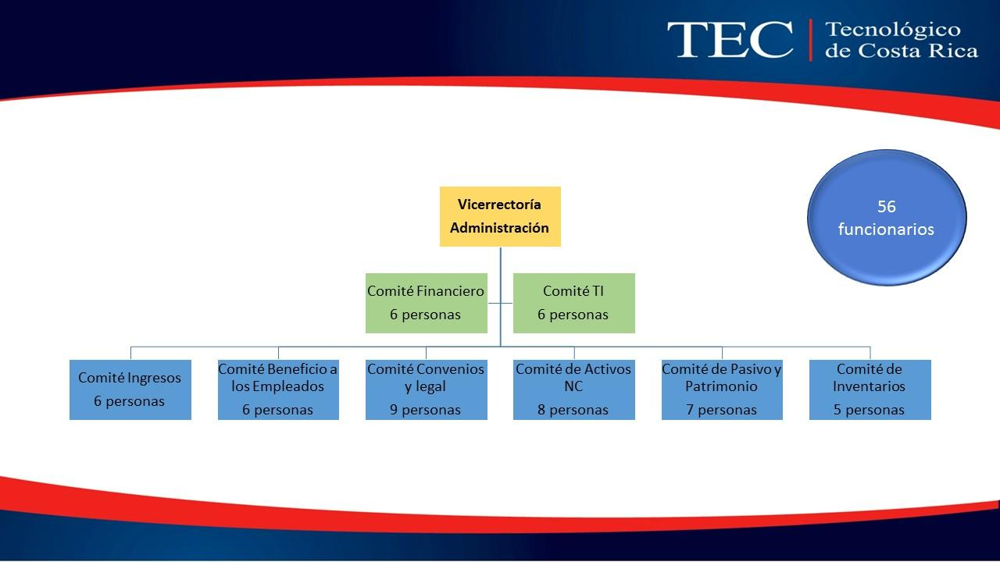 TEC
Tecnológico
de Costa Rica
56
funcionarios
Vicerrectoría
Administración
Comité Financiero
6 personas
Comité TI
6 personas
Comité Ingresos
6 personas
Comité Beneficio a
los Empleados
6 personas
Comité Convenios
y legal
9 personas
Comité de Activos
NC
8 personas
Comité de Pasivo y
Patrimonio
7 personas
Comité de
Inventarios
5 personas